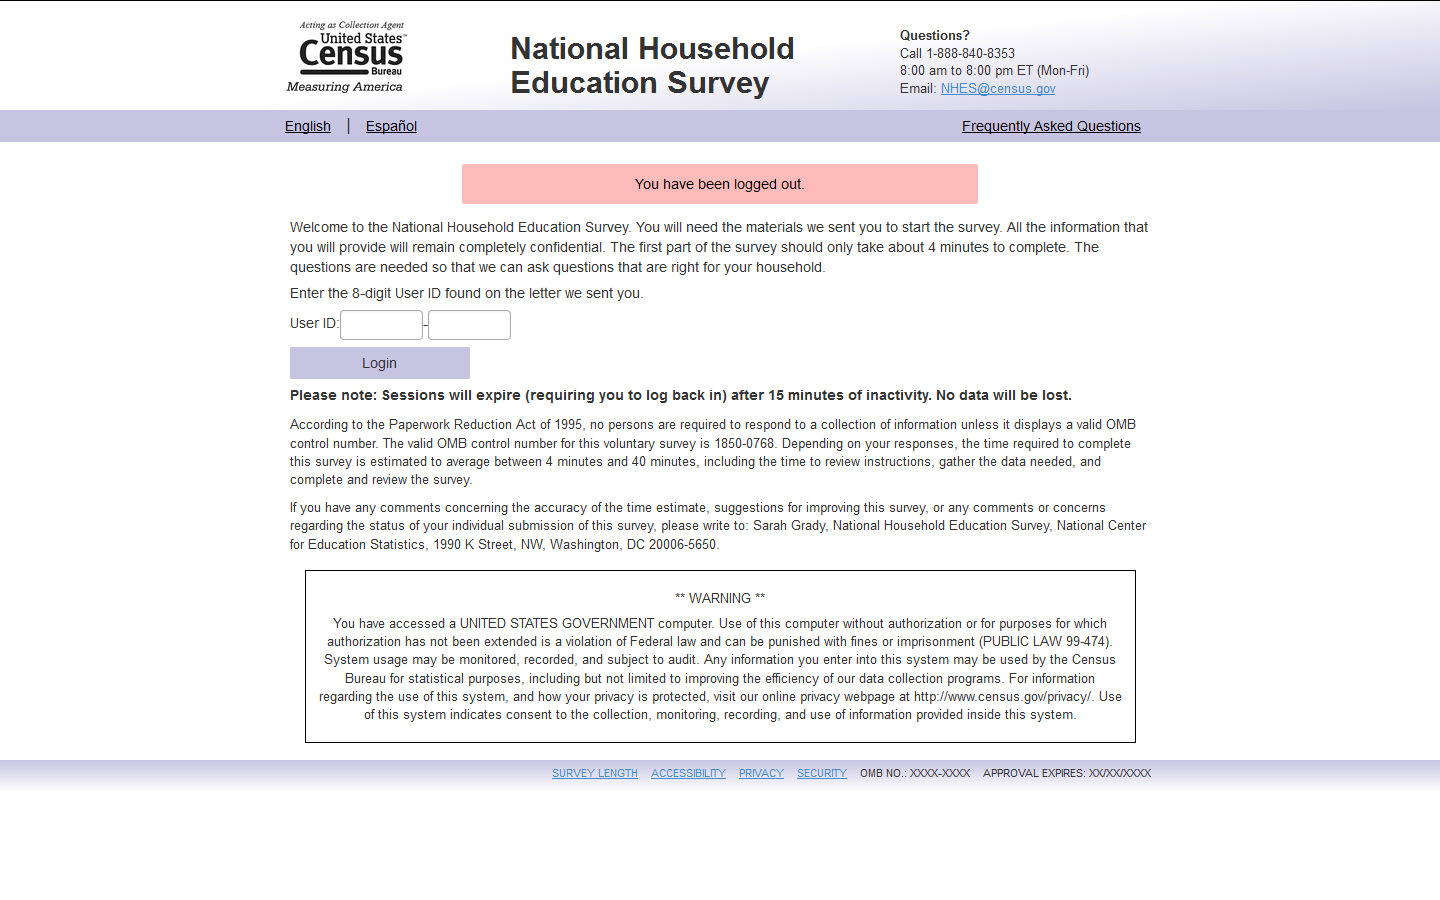 Acting as Collection Agent
United States™
Census
Bureau
Measuring America
National Household
Education Survey
Questions?
Call 1-888-840-8353
8:00 am to 8:00 pm ET (Mon-Fri)
Email: NHES@census.gov
English | Español
Frequently Asked Questions
You have been logged out.
Welcome to the National Household Education Survey. You will need the materials we sent you to start the survey. All the information that
you will provide will remain completely confidential. The first part of the survey should only take about 4 minutes to complete. The
questions are needed so that we can ask questions that are right for your household.
Enter the 8-digit User ID found on the letter we sent you.
User ID: -
Login
Please note: Sessions will expire (requiring you to log back in) after 15 minutes of inactivity. No data will be lost.
According to the Paperwork Reduction Act of 1995, no persons are required to respond to a collection of information unless it displays a valid OMB
control number. The valid OMB control number for this voluntary survey is 1850-0768. Depending on your responses, the time required to complete
this survey is estimated to average between 4 minutes and 40 minutes, including the time to review instructions, gather the data needed, and
complete and review the survey.
If you have any comments concerning the accuracy of the time estimate, suggestions for improving this survey, or any comments or concerns
regarding the status of your individual submission of this survey, please write to: Sarah Grady, National Household Education Survey, National Center
for Education Statistics, 1990 K Street, NW, Washington, DC 20006-5650.
** WARNING **
You have accessed a UNITED STATES GOVERNMENT computer. Use of this computer without authorization or for purposes for which
authorization has not been extended is a violation of Federal law and can be punished with fines or imprisonment (PUBLIC LAW 99-474).
System usage may be monitored, recorded, and subject to audit. Any information you enter into this system may be used by the Census
Bureau for statistical purposes, including but not limited to improving the efficiency of our data collection programs. For information
regarding the use of this system, and how your privacy is protected, visit our online privacy webpage at http://www.census.gov/privacy/. Use
of this system indicates consent to the collection, monitoring, recording, and use of information provided inside this system.
SURVEY LENGTH ACCESSIBILITY PRIVACY SECURITY OMB NO.: XXXX-XXXX APPROVAL EXPIRES: XX/XX/XXXX